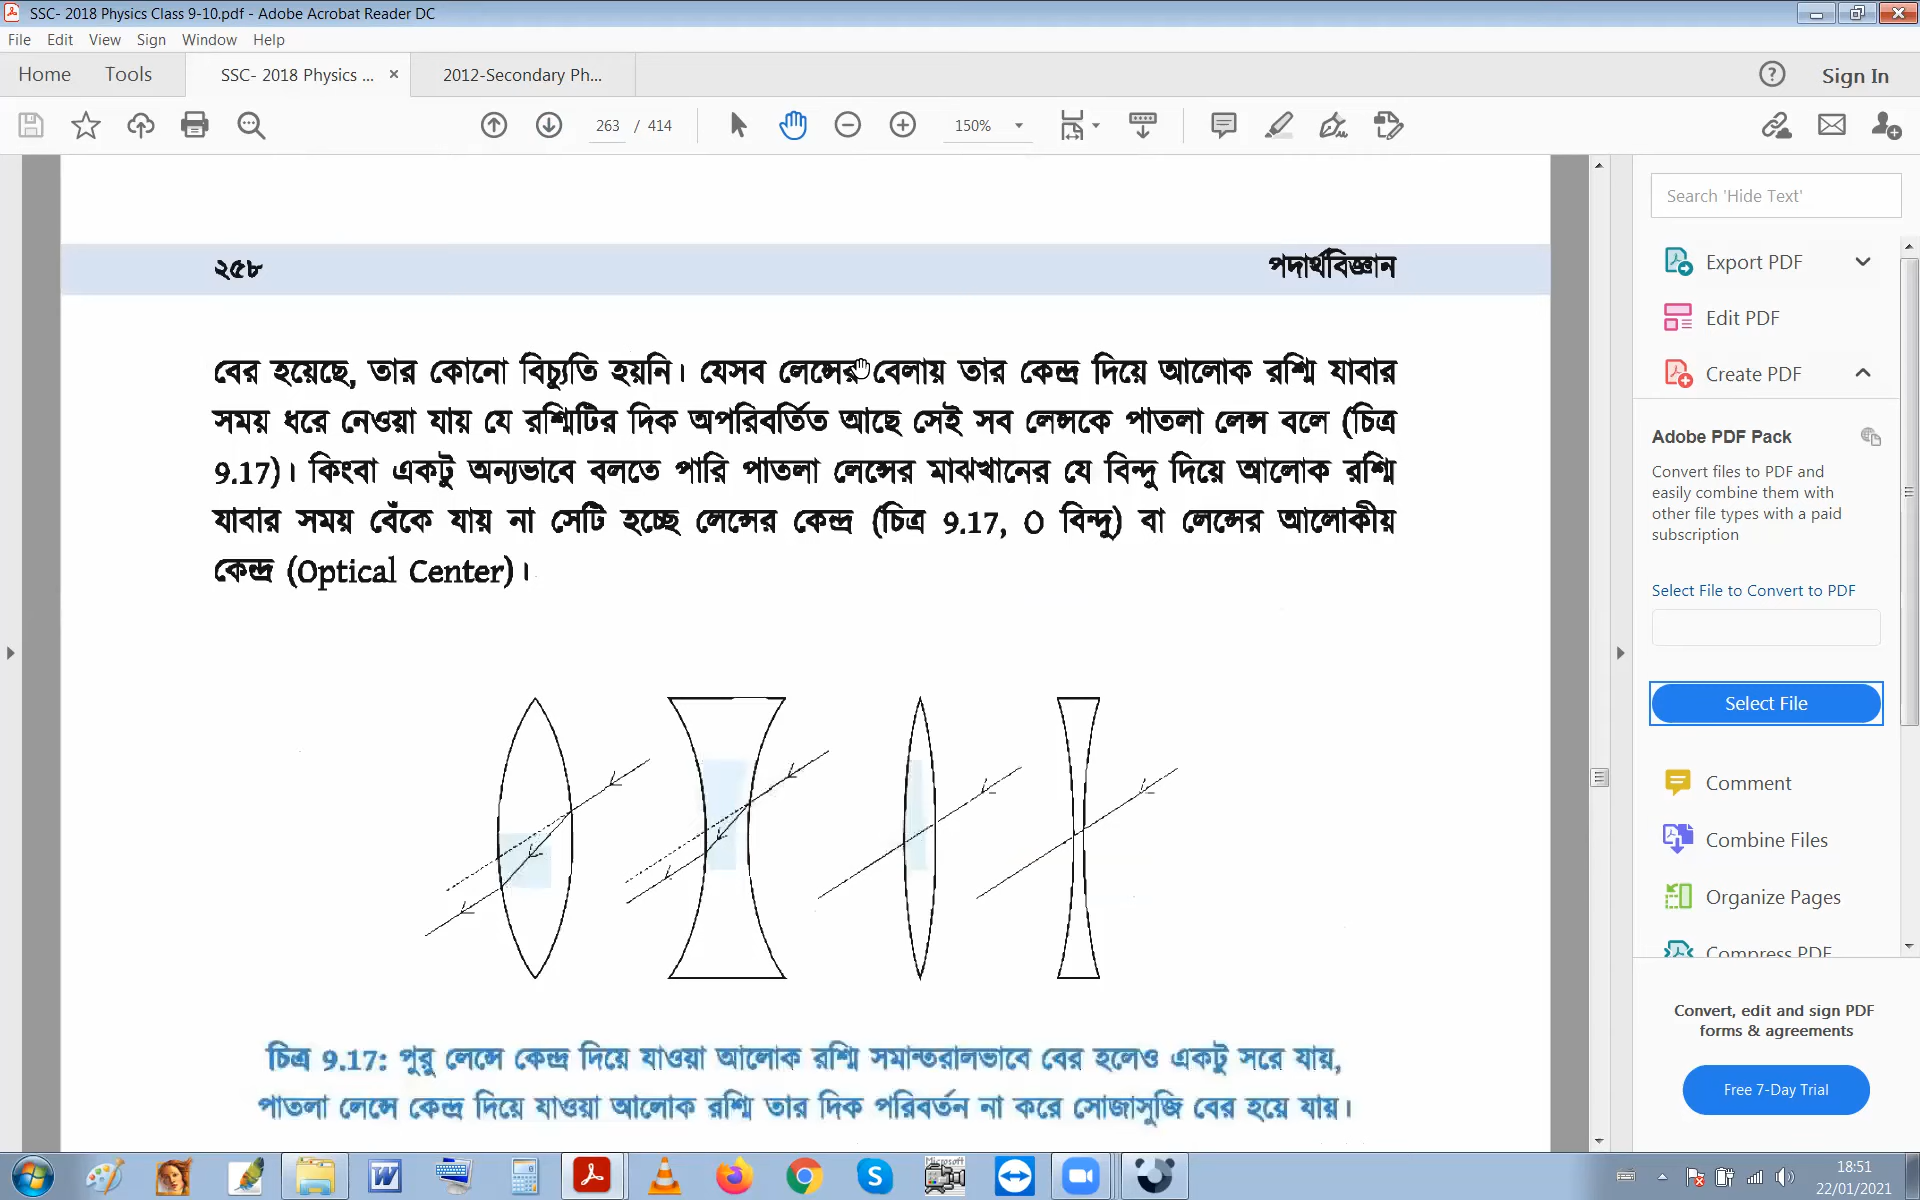 SSC- 2018 Physics Class 9-10.pdf - Adobe Acrobat Reader DC
File Edit View Sign Window Help
Home Tools SSC- 2018 Physics ... × 2012-Secondary Ph... Sign In
263 / 414 150%
Search 'Hide Text'
Export PDF
Edit PDF
Create PDF
Adobe PDF Pack
Convert files to PDF and
easily combine them with
other file types with a paid
subscription
Select File to Convert to PDF
Select File
Comment
Combine Files
Organize Pages
Compress PDF
Convert, edit and sign PDF
forms & agreements
Free 7-Day Trial
২৫৮ পদার্থবিজ্ঞান
বের হয়েছে, তার কোনো বিচ্যুতি হয়নি। যেসব লেন্সের বেলায় তার কেন্দ্র দিয়ে আলোক রশ্মি যাবার
সময় ধরে নেওয়া যায় যে রশ্মিটির দিক অপরিবর্তিত আছে সেই সব লেন্সকে পাতলা লেন্স বলে (চিত্র
9.17)। কিংবা একটু অন্যভাবে বলতে পারি পাতলা লেন্সের মাঝখানের যে বিন্দু দিয়ে আলোক রশ্মি
যাবার সময় বেঁকে যায় না সেটি হচ্ছে লেন্সের কেন্দ্র (চিত্র 9.17, O বিন্দু) বা লেন্সের আলোকীয়
কেন্দ্র (Optical Center)।
চিত্র 9.17: পুরু লেন্সে কেন্দ্র দিয়ে যাওয়া আলোক রশ্মি সমান্তরালভাবে বের হলেও একটু সরে যায়,
পাতলা লেন্সে কেন্দ্র দিয়ে যাওয়া আলোক রশ্মি তার দিক পরিবর্তন না করে সোজাসুজি বের হয়ে যায়।
Microsoft
18:51
22/01/2021